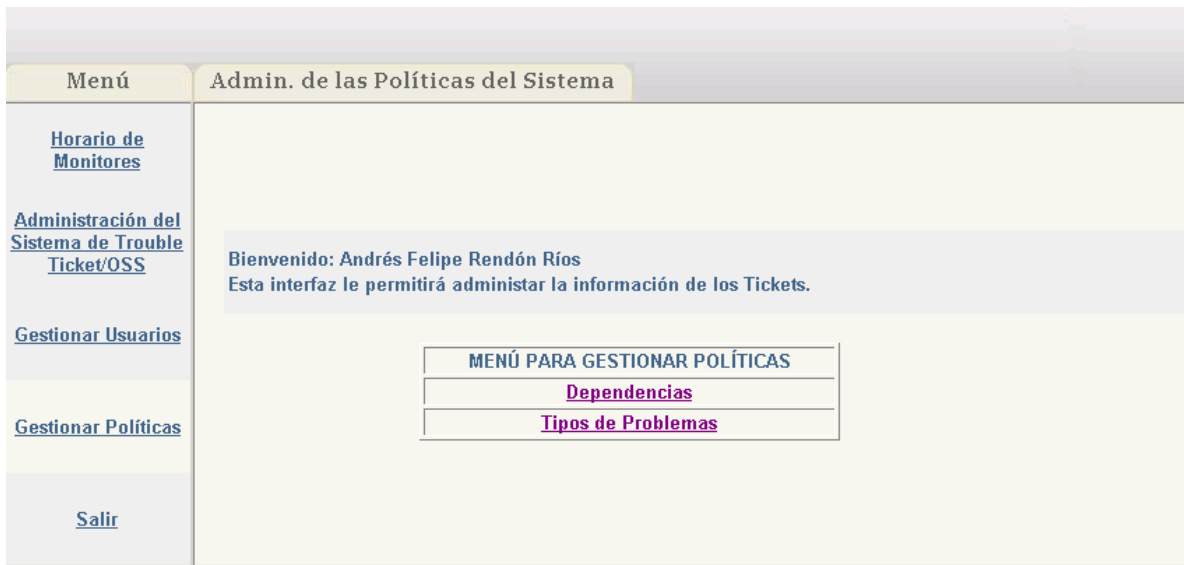 Menú
Admin. de las Políticas del Sistema
Horario de
Monitores
Administración del
Sistema de Trouble
Ticket/OSS
Gestionar Usuarios
Gestionar Políticas
Salir
Bienvenido: Andrés Felipe Rendón Ríos
Esta interfaz le permitirá administar la información de los Tickets.
MENÚ PARA GESTIONAR POLÍTICAS
Dependencias
Tipos de Problemas